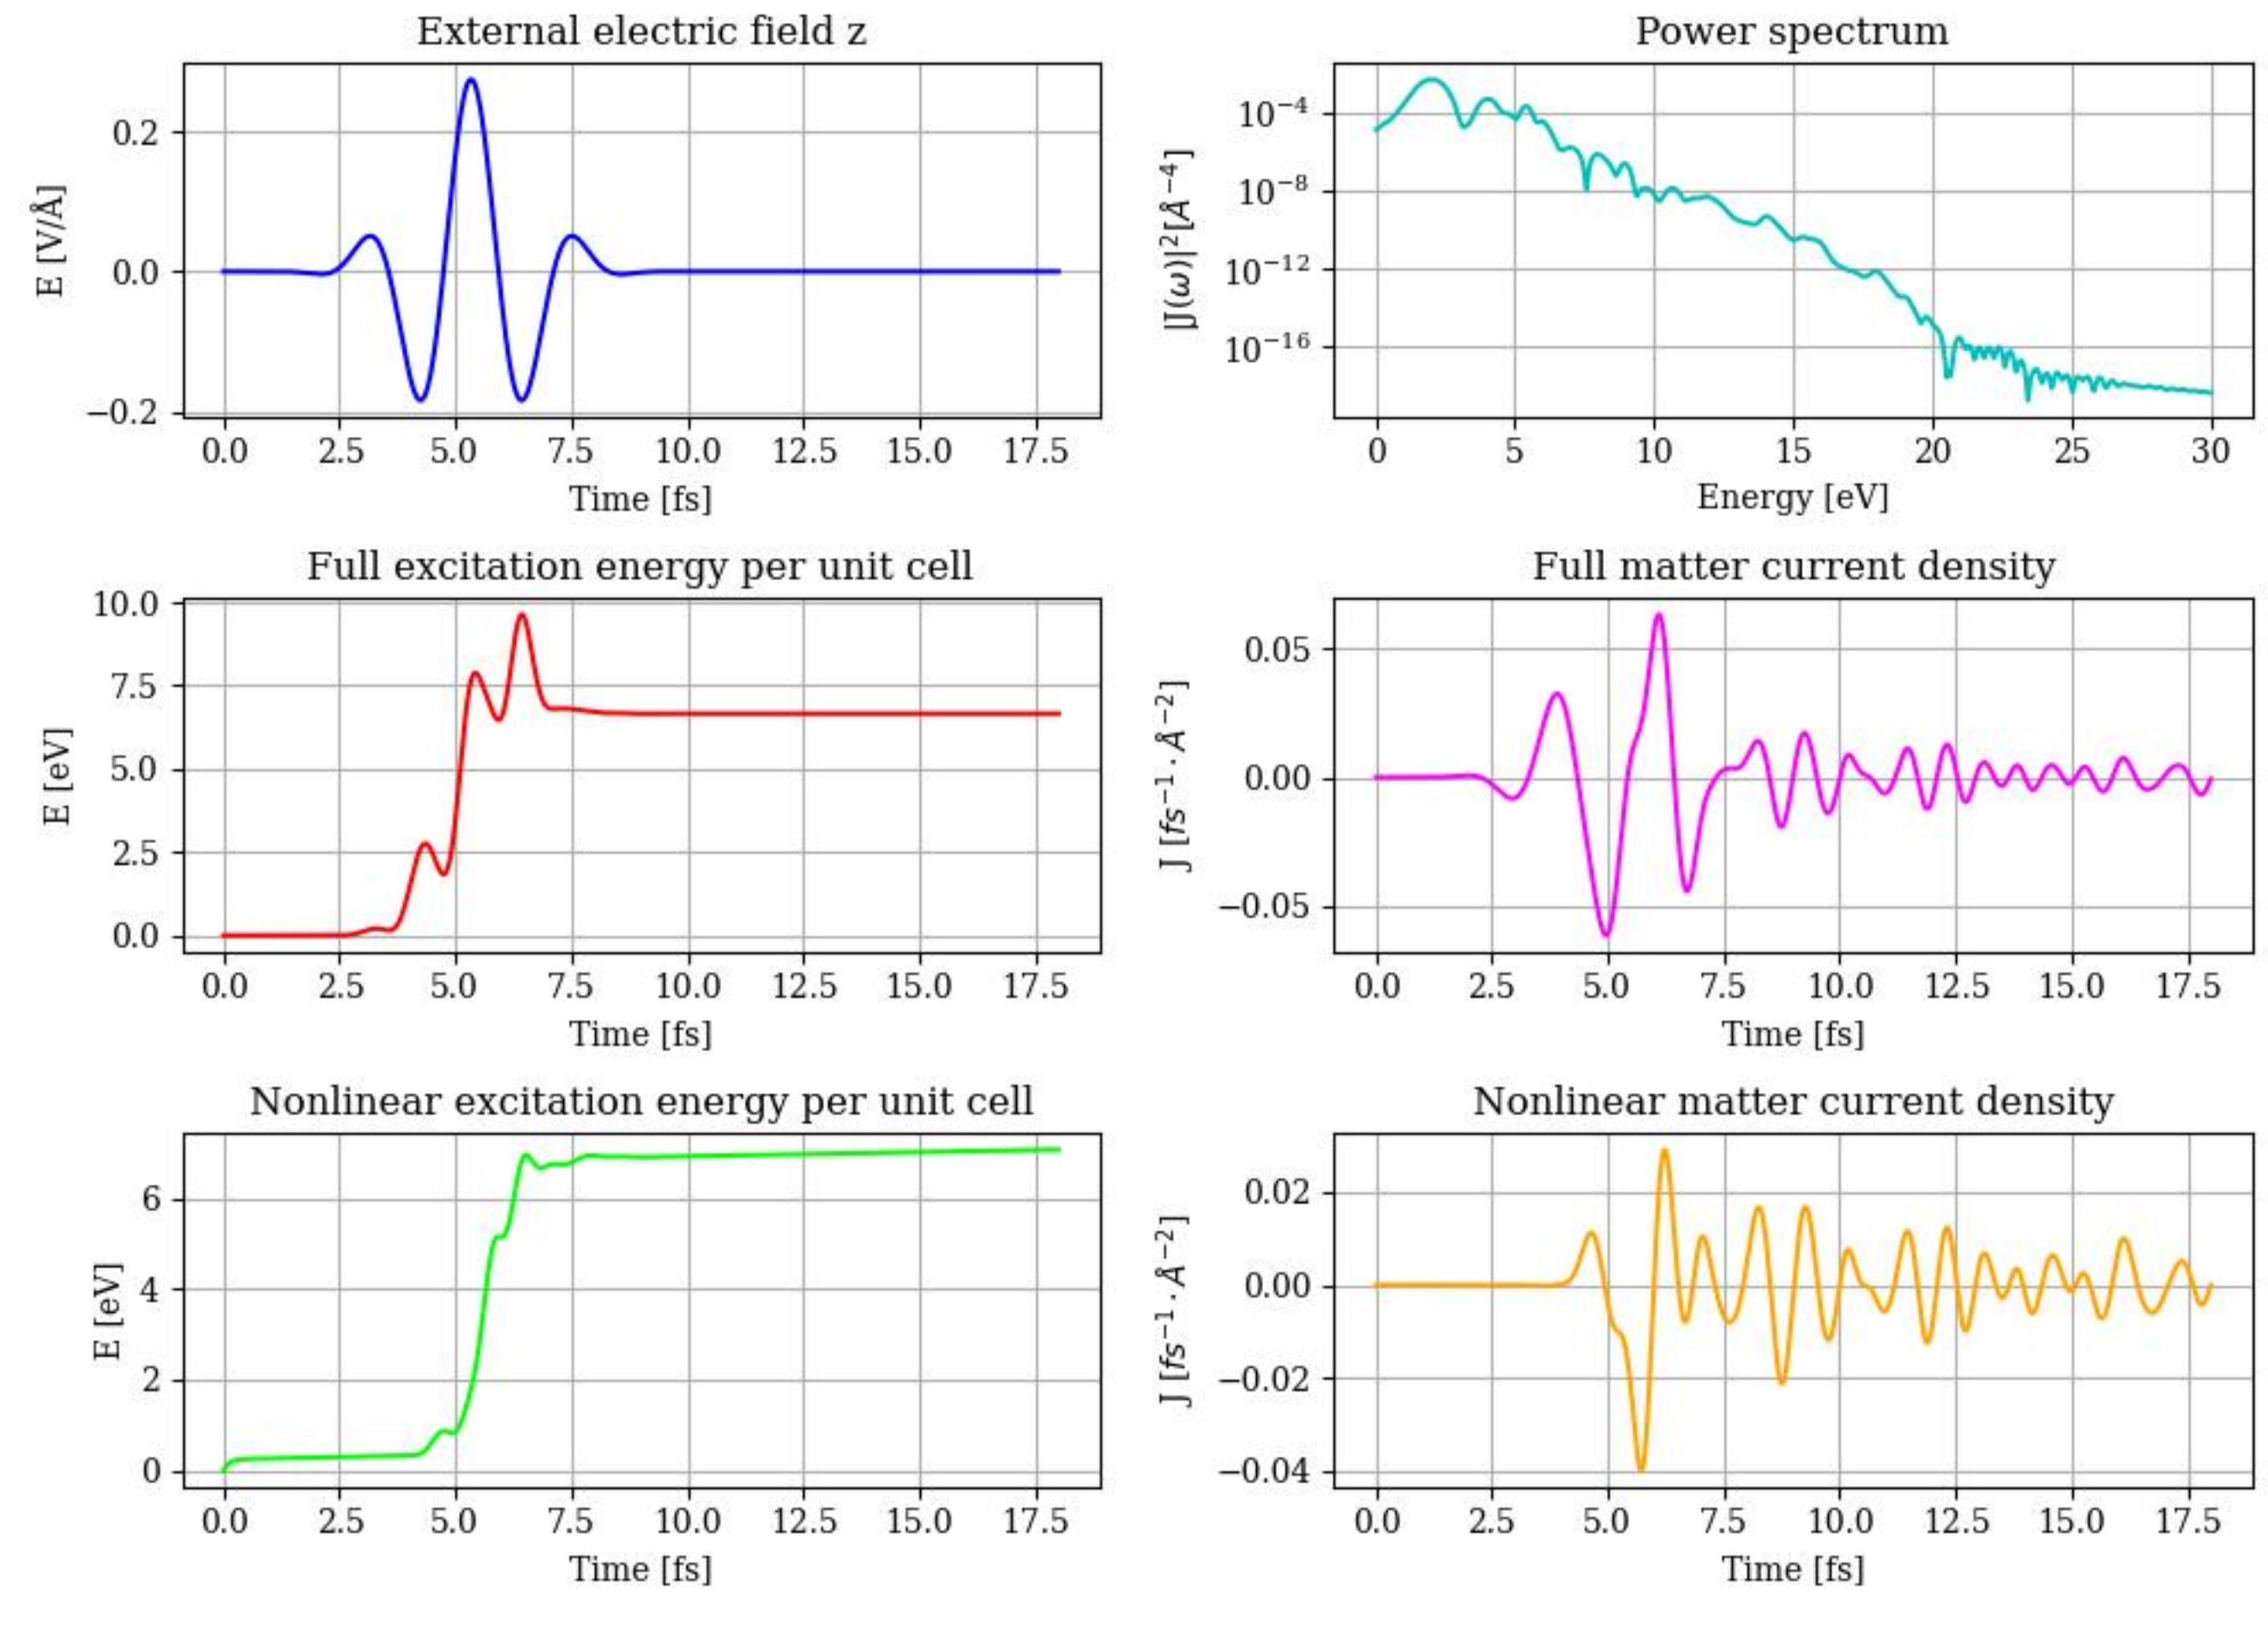 External electric field z
E [V/Å]
0.2
0.0
−0.2
0.0 2.5 5.0 7.5 10.0 12.5 15.0 17.5
Time [fs]
Power spectrum
|J(ω)|²[Å⁻⁴]
10⁻⁴
10⁻⁸
10⁻¹²
10⁻¹⁶
0 5 10 15 20 25 30
Energy [eV]
Full excitation energy per unit cell
E [eV]
10.0
7.5
5.0
2.5
0.0
0.0 2.5 5.0 7.5 10.0 12.5 15.0 17.5
Time [fs]
Full matter current density
J [fs⁻¹·Å⁻²]
0.05
0.00
−0.05
0.0 2.5 5.0 7.5 10.0 12.5 15.0 17.5
Time [fs]
Nonlinear excitation energy per unit cell
E [eV]
6
4
2
0
0.0 2.5 5.0 7.5 10.0 12.5 15.0 17.5
Time [fs]
Nonlinear matter current density
J [fs⁻¹·Å⁻²]
0.02
0.00
−0.02
−0.04
0.0 2.5 5.0 7.5 10.0 12.5 15.0 17.5
Time [fs]